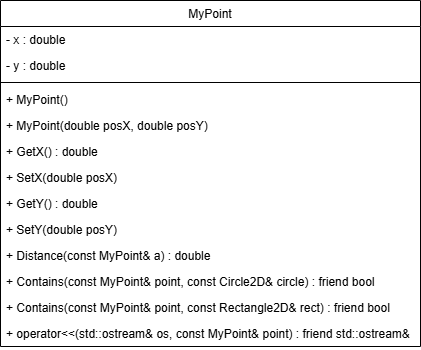 MyPoint
- x : double
- y : double
+ MyPoint()
+ MyPoint(double posX, double posY)
+ GetX() : double
+ SetX(double posX)
+ GetY() : double
+ SetY(double posY)
+ Distance(const MyPoint& a) : double
+ Contains(const MyPoint& point, const Circle2D& circle) : friend bool
+ Contains(const MyPoint& point, const Rectangle2D& rect) : friend bool
+ operator<<(std::ostream& os, const MyPoint& point) : friend std::ostream&